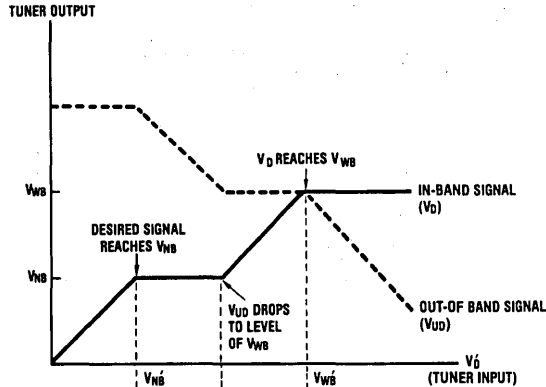 TUNER OUTPUT
V_D REACHES V_WB
V_WB
IN-BAND SIGNAL
(V_D)
DESIRED SIGNAL
REACHES V_NB
V_NB
V_UD DROPS
TO LEVEL
OF V_WB
OUT-OF BAND SIGNAL
(V_UD)
V_NB'
V_WB'
V_D'
(TUNER INPUT)